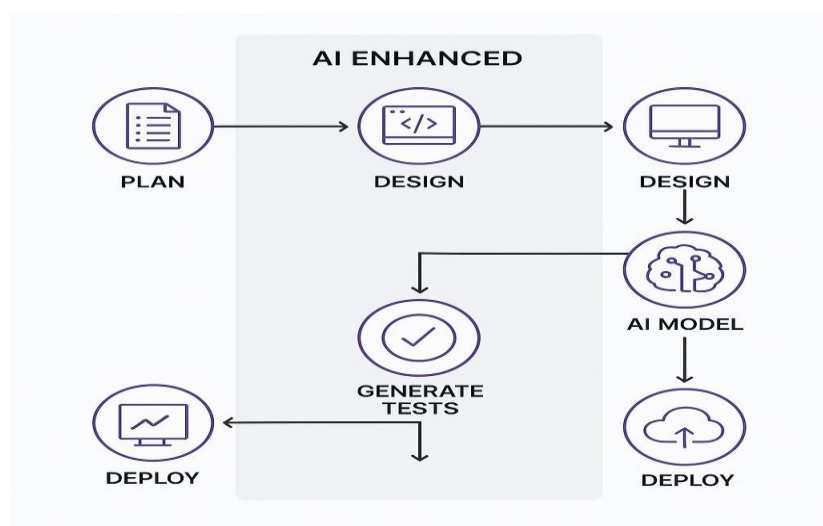 AI ENHANCED
PLAN
</>
DESIGN
DESIGN
AI MODEL
GENERATE
TESTS
DEPLOY
DEPLOY